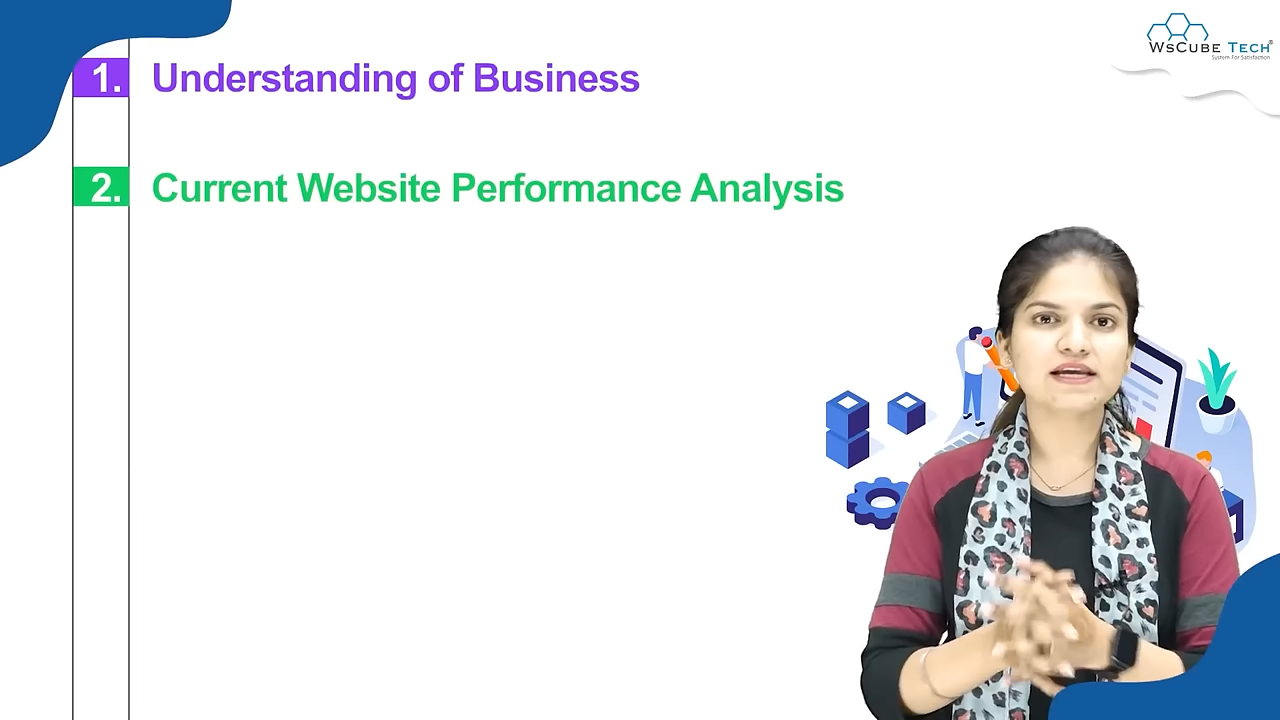 WsCube Tech®
System For Satisfaction
1. Understanding of Business
2. Current Website Performance Analysis